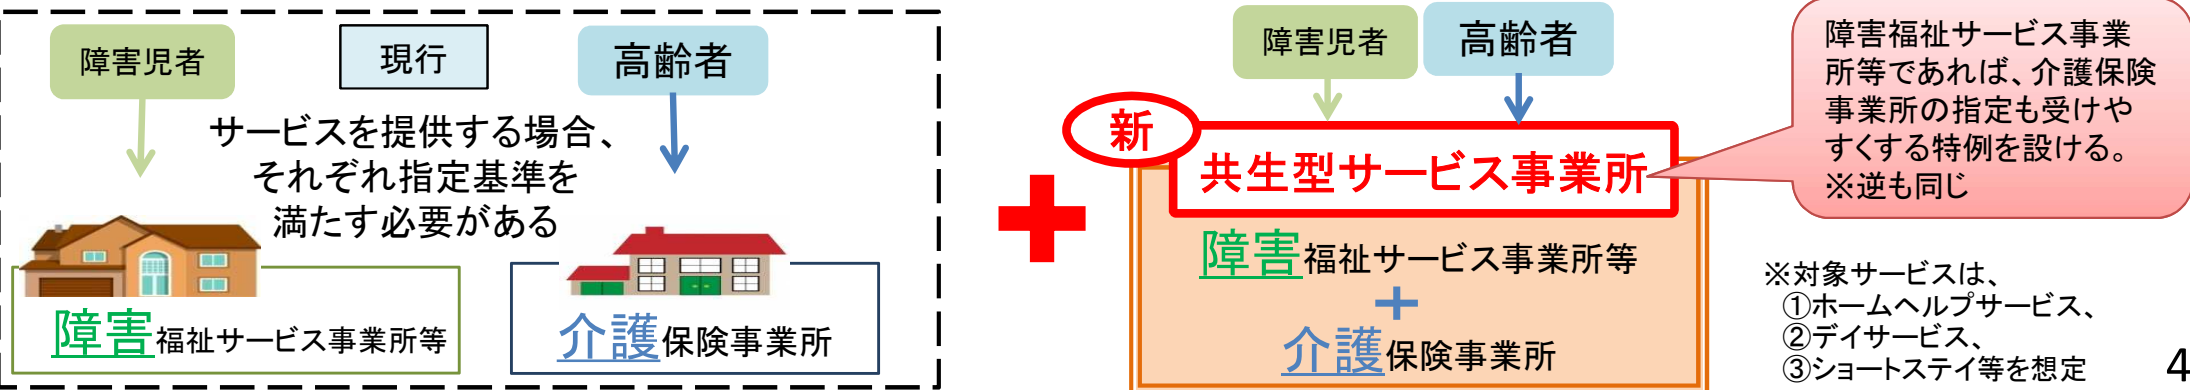 障害児者
現行
高齢者
サービスを提供する場合、
それぞれ指定基準を
満たす必要がある
障害福祉サービス事業所等
介護保険事業所
障害児者
高齢者
新
共生型サービス事業所
障害福祉サービス事業所等
+
介護保険事業所
障害福祉サービス事業
所等であれば、介護保険
事業所の指定も受けや
すくする特例を設ける。
※逆も同じ
※対象サービスは、
①ホームヘルプサービス、
②デイサービス、
③ショートステイ等を想定
4